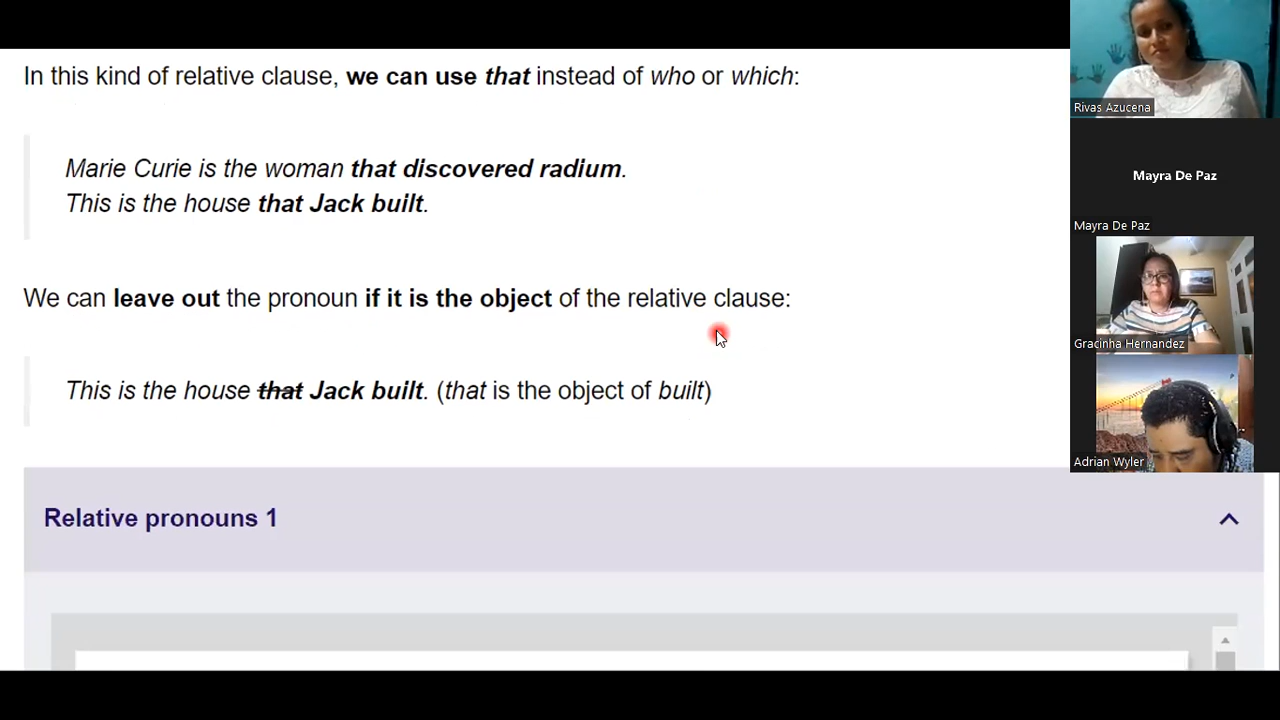 In this kind of relative clause, we can use that instead of who or which:
Marie Curie is the woman that discovered radium.
This is the house that Jack built.
We can leave out the pronoun if it is the object of the relative clause:
This is the house that Jack built. (that is the object of built)
Relative pronouns 1
Rivas Azucena
Mayra De Paz
Mayra De Paz
Gracinha Hernandez
Adrian Wyler